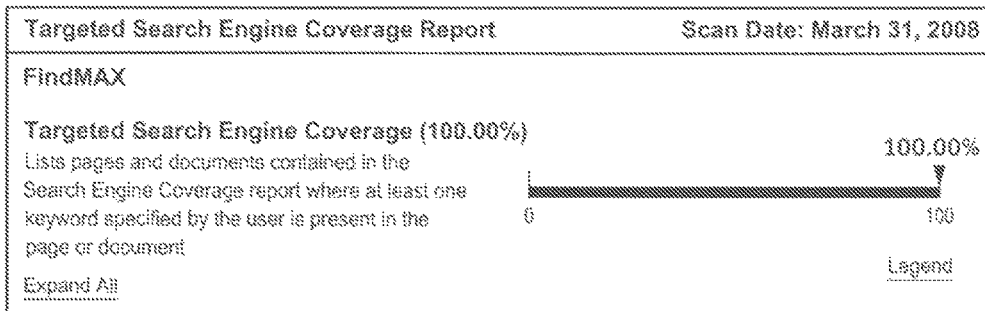 Targeted Search Engine Coverage Report Scan Date: March 31, 2008
FindMAX
Targeted Search Engine Coverage (100.00%)
Lists pages and documents contained in the
Search Engine Coverage report where at least one
keyword specified by the user is present in the
page or document
100.00%
0 100
Expand All
Legend